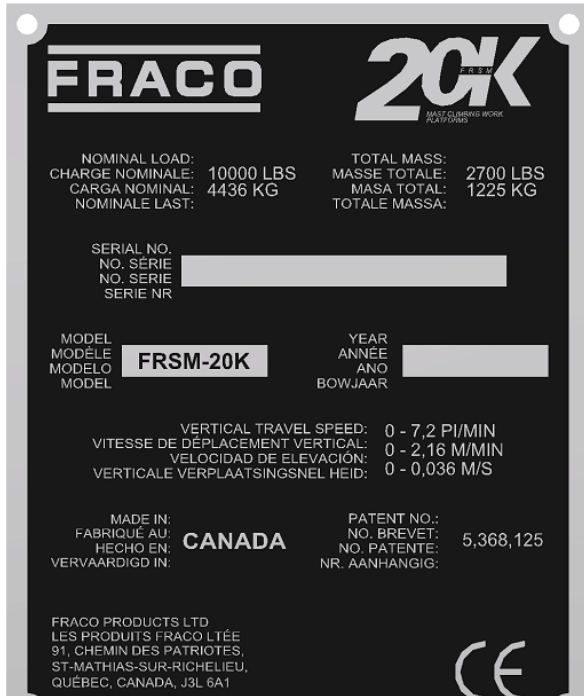 FRACO
20K
FRSM
MAST CLIMBING WORK
PLATFORMS
NOMINAL LOAD:
CHARGE NOMINALE:
CARGA NOMINAL:
NOMINALE LAST:
10000 LBS
4436 KG
TOTAL MASS:
MASSE TOTALE:
MASA TOTAL:
TOTALE MASSA:
2700 LBS
1225 KG
SERIAL NO.
NO. SÉRIE
NO. SERIE
SERIE NR
MODEL
MODÈLE
MODELO
MODEL
FRSM-20K
YEAR
ANNÉE
ANO
BOWJAAR
VERTICAL TRAVEL SPEED:
VITESSE DE DÉPLACEMENT VERTICAL:
VELOCIDAD DE ELEVACIÓN:
VERTICALE VERPLAATSINGSNEL HEID:
0 - 7,2 PI/MIN
0 - 2,16 M/MIN
0 - 0,036 M/S
MADE IN:
FABRIQUÉ AU:
HECHO EN:
VERVAARDIGD IN:
CANADA
PATENT NO.:
NO. BREVET:
NO. PATENTE:
NR. AANHANGIG:
5,368,125
FRACO PRODUCTS LTD
LES PRODUITS FRACO LTÉE
91, CHEMIN DES PATRIOTES,
ST-MATHIAS-SUR-RICHELIEU,
QUÉBEC, CANADA, J3L 6A1
CE